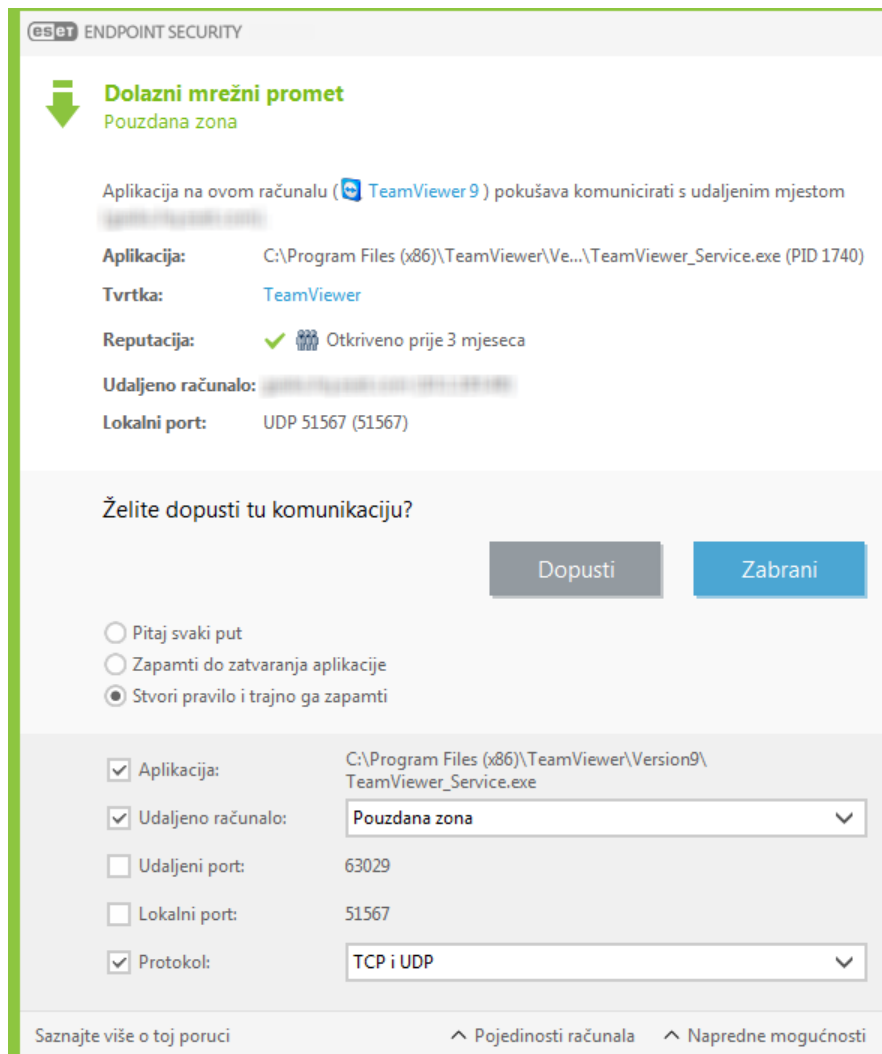 eset ENDPOINT SECURITY
Dolazni mrežni promet
Pouzdana zona
Aplikacija na ovom računalu ( TeamViewer 9 ) pokušava komunicirati s udaljenim mjestom
Aplikacija: C:\Program Files (x86)\TeamViewer\Ve...\TeamViewer_Service.exe (PID 1740)
Tvrtka: TeamViewer
Reputacija: Otkriveno prije 3 mjeseca
Udaljeno računalo:
Lokalni port: UDP 51567 (51567)
Želite dopusti tu komunikaciju?
Dopusti Zabrani
Pitaj svaki put
Zapamti do zatvaranja aplikacije
Stvori pravilo i trajno ga zapamti
Aplikacija: C:\Program Files (x86)\TeamViewer\Version9\
TeamViewer_Service.exe
Udaljeno računalo: Pouzdana zona
Udaljeni port: 63029
Lokalni port: 51567
Protokol: TCP i UDP
Saznajte više o toj poruci Pojedinosti računala Napredne mogućnosti